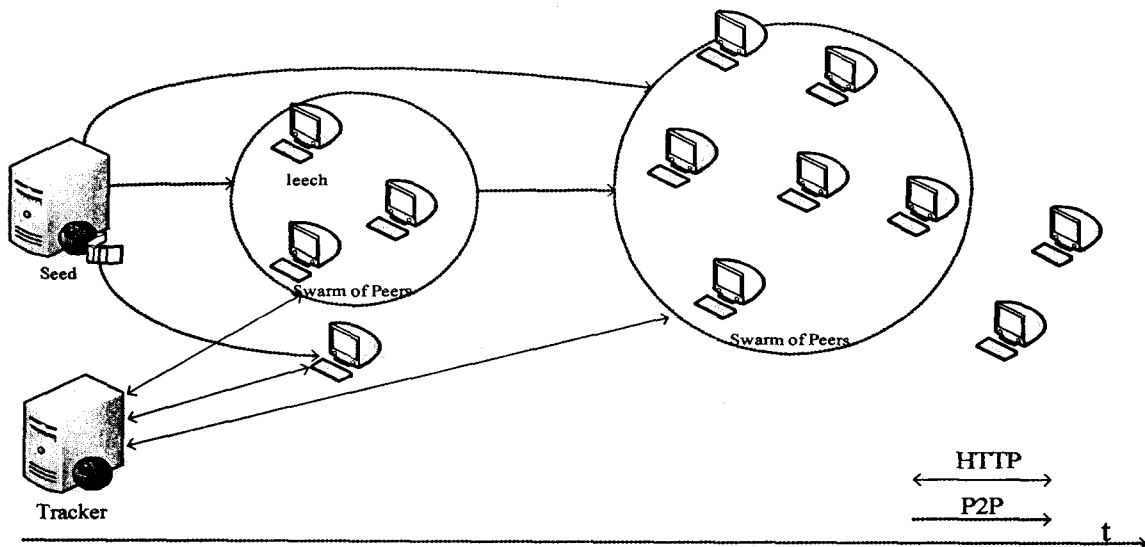 leech
Seed
Swarm of Peers
Swarm of Peers
HTTP
Tracker
P2P
t